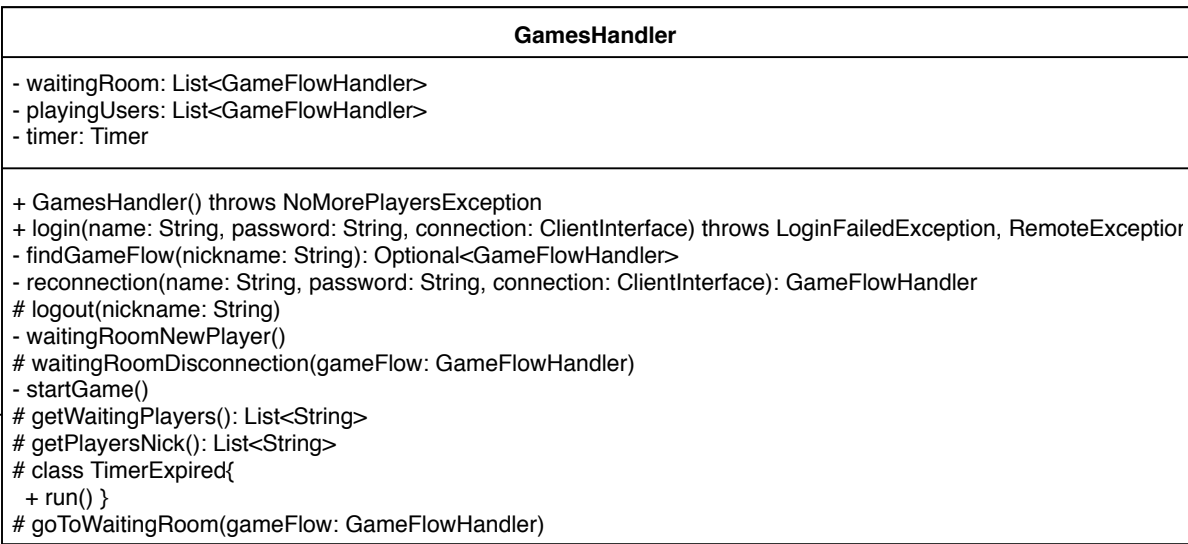 GamesHandler
- waitingRoom: List<GameFlowHandler>
- playingUsers: List<GameFlowHandler>
- timer: Timer
+ GamesHandler() throws NoMorePlayersException
+ login(name: String, password: String, connection: ClientInterface) throws LoginFailedException, RemoteExceptior
- findGameFlow(nickname: String): Optional<GameFlowHandler>
- reconnection(name: String, password: String, connection: ClientInterface): GameFlowHandler
# logout(nickname: String)
- waitingRoomNewPlayer()
# waitingRoomDisconnection(gameFlow: GameFlowHandler)
- startGame()
# getWaitingPlayers(): List<String>
# getPlayersNick(): List<String>
# class TimerExpired{
+ run() }
# goToWaitingRoom(gameFlow: GameFlowHandler)